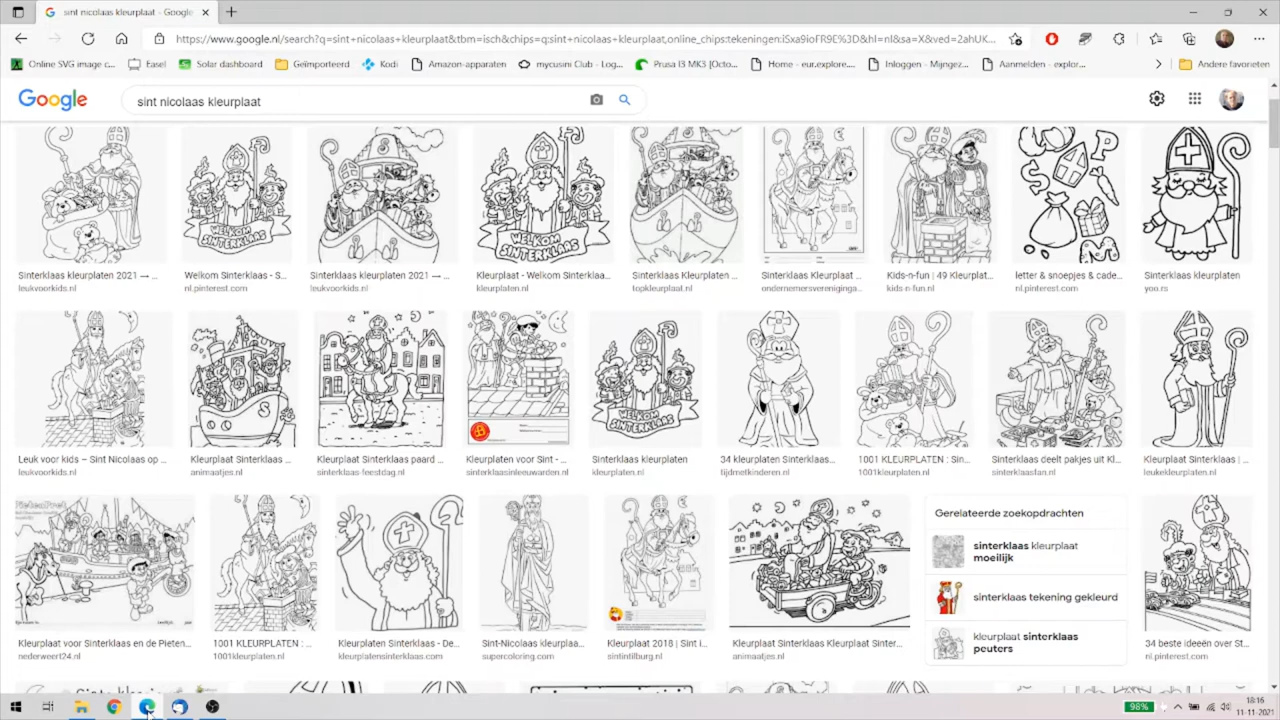 sint nicolaas kleurplaat - Google
https://www.google.nl/search?q=sint+nicolaas+kleurplaat&tbm=isch&chips=q:sint+nicolaas+kleurplaat,online_chips:tekeningen:iSxa9ioFR9E%3D&hl=nl&sa=X&ved=2ahUK...
Online SVG image c... Easel Solar dashboard Geïmporteerd Kodi Amazon-apparaten mycusini Club - Log... Prusa I3 MK3 [Octo... Home - eur.explore.... Inloggen - Mijngez... Aanmelden - explor... Andere favorieten
Google sint nicolaas kleurplaat
WELKOM
SINTERKLAAS
WELKOM
SINTERKLAAS
S
P
S
M
Sinterklaas kleurplaten 2021 → ... Welkom Sinterklaas - S... Sinterklaas kleurplaten 2021 → ... Kleurplaat - Welkom Sinterklaa... Sinterklaas Kleurplaten ... Sinterklaas Kleurplaat ... Kids-n-fun | 49 Kleurplat... letter & snoepjes & cade... Sinterklaas kleurplaten
leukvoorkids.nl nl.pinterest.com leukvoorkids.nl kleurplaten.nl topkleurplaat.nl ondernemersvereniginga... kids-n-fun.nl nl.pinterest.com yoo.rs
S
WELKOM
SINTERKLAAS
Leuk voor kids – Sint Nicolaas op ... Kleurplaat Sinterklaas ... Kleurplaat Sinterklaas paard ... Kleurplaten voor Sint - ... Sinterklaas kleurplaten 34 kleurplaten Sinterklaas... 1001 KLEURPLATEN : Sin... Sinterklaas deelt pakjes uit Kl... Kleurplaat Sinterklaas | ...
leukvoorkids.nl animaatjes.nl sinterklaas-feestdag.nl sinterklaasinleeuwarden.nl kleurplaten.nl tijdmetkinderen.nl 1001kleurplaten.nl sinterklaasfan.nl leukekleurplaten.nl
Gerelateerde zoekopdrachten
sinterklaas kleurplaat
moeilijk
sinterklaas tekening gekleurd
kleurplaat sinterklaas
peuters
Kleurplaat voor Sinterklaas en de Pieten... 1001 KLEURPLATEN : ... Kleurplaten Sinterklaas - De... Sint-Nicolaas kleurplaa... Kleurplaat 2018 | Sint i... Kleurplaat Sinterklaas Kleurplaat Sinter... 34 beste ideeën over St...
nederweert24.nl 1001kleurplaten.nl kleurplatensinterklaas.com supercoloring.com sintintilburg.nl animaatjes.nl nl.pinterest.com
98%
18:16
11-11-2021